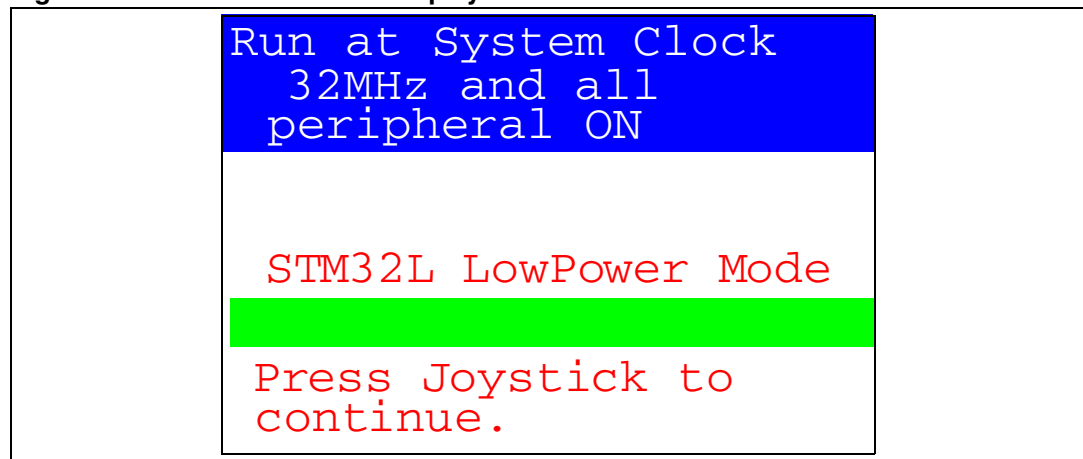 Run at System Clock
32MHz and all
peripheral ON
STM32L LowPower Mode
Press Joystick to
continue.